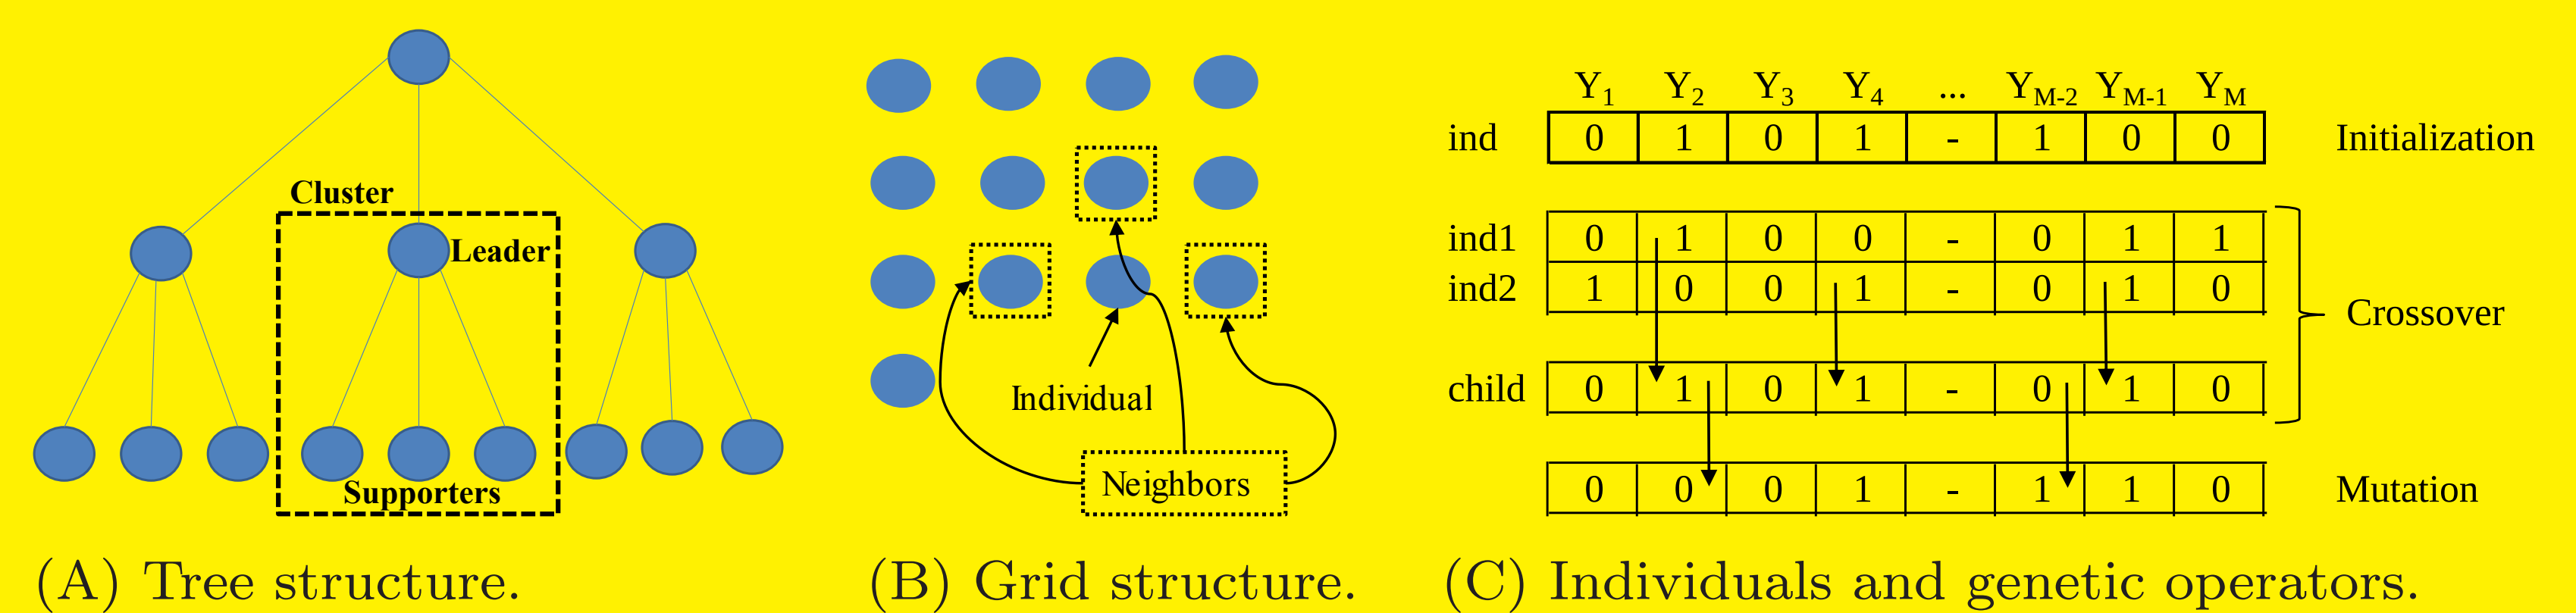 Cluster
Leader
Supporters
(A) Tree structure.
Individual
Neighbors
(B) Grid structure.
Y1 Y2 Y3 Y4 ... YM-2 YM-1 YM
ind 0 1 0 1 - 1 0 0 Initialization
ind1 0 1 0 0 - 0 1 1
ind2 1 0 0 1 - 0 1 0
Crossover
child 0 1 0 1 - 0 1 0
0 0 0 1 - 1 1 0 Mutation
(C) Individuals and genetic operators.